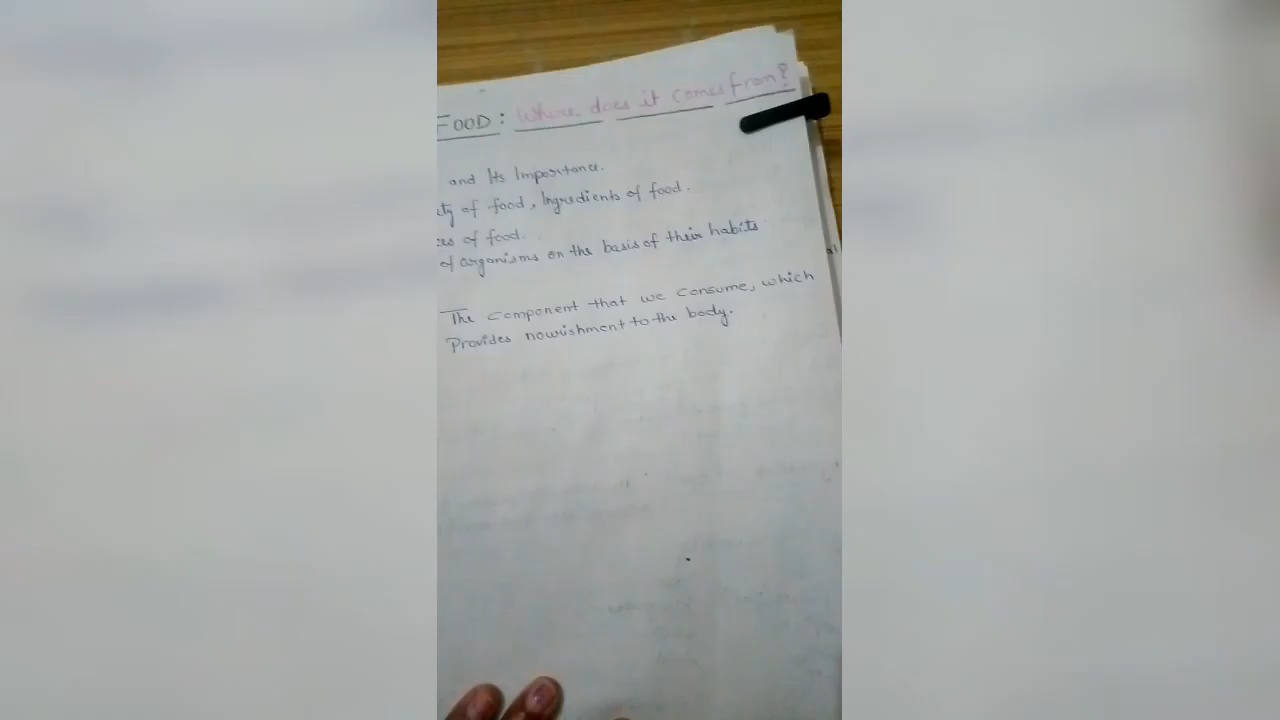 FOOD: Where does it comes from?
and Its Importance.
ty of food, Ingredients of food.
ces of food.
of organisms on the basis of their habits
The component that we consume, which
Provides nourishment to the body.